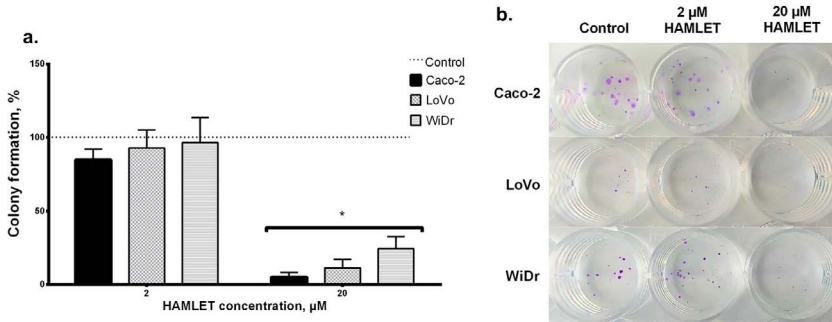 a.
Colony formation, %
150
100
50
0
Control
Caco-2
LoVo
WiDr
*
2
20
HAMLET concentration, µM
b.
Control
2 µM
HAMLET
20 µM
HAMLET
Caco-2
LoVo
WiDr